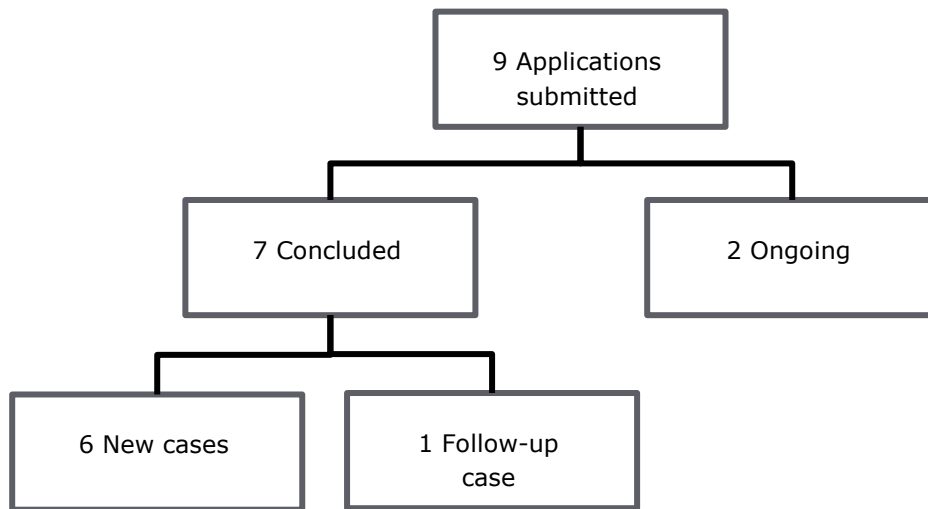 9 Applications
submitted
7 Concluded
2 Ongoing
6 New cases
1 Follow-up
case